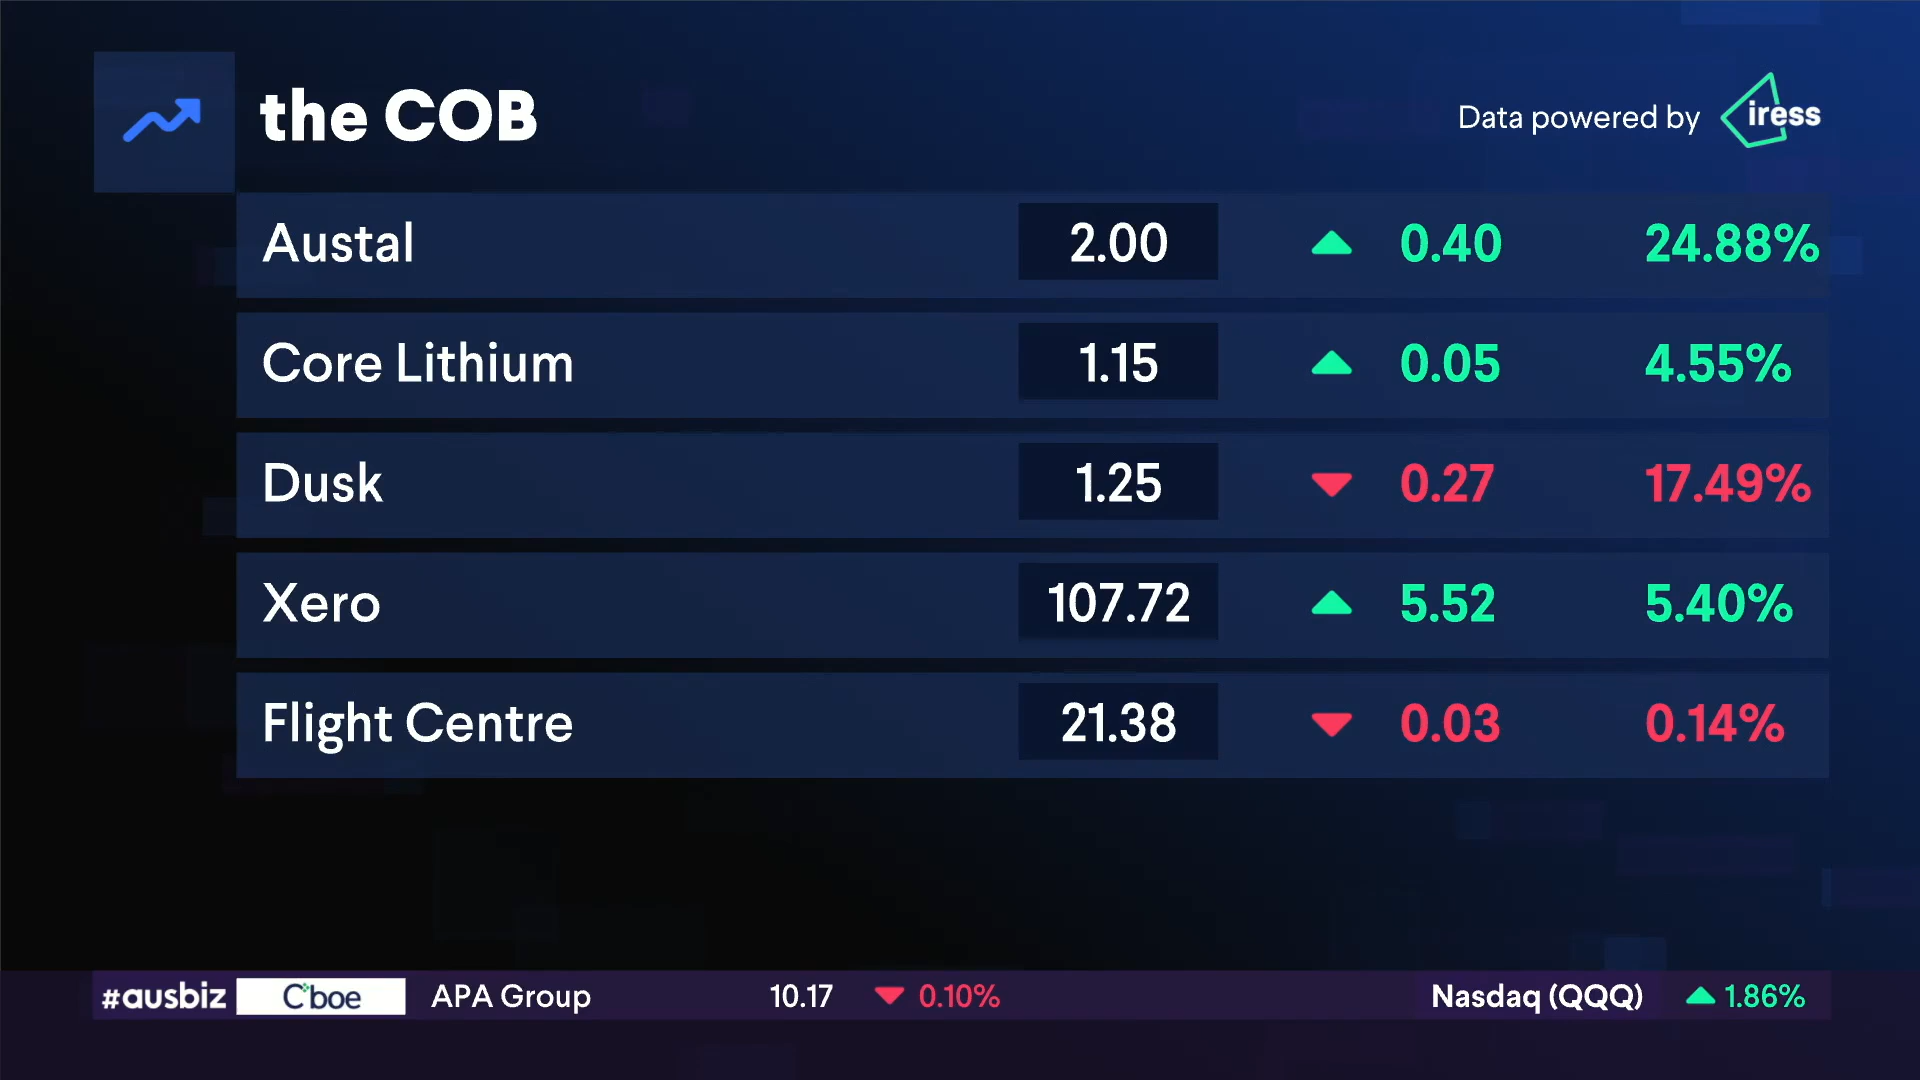 the COB
Data powered by iress
Austal 2.00 ▲ 0.40 24.88%
Core Lithium 1.15 ▲ 0.05 4.55%
Dusk 1.25 ▼ 0.27 17.49%
Xero 107.72 ▲ 5.52 5.40%
Flight Centre 21.38 ▼ 0.03 0.14%
#ausbiz Cboe APA Group 10.17 ▼ 0.10% Nasdaq (QQQ) ▲ 1.86%